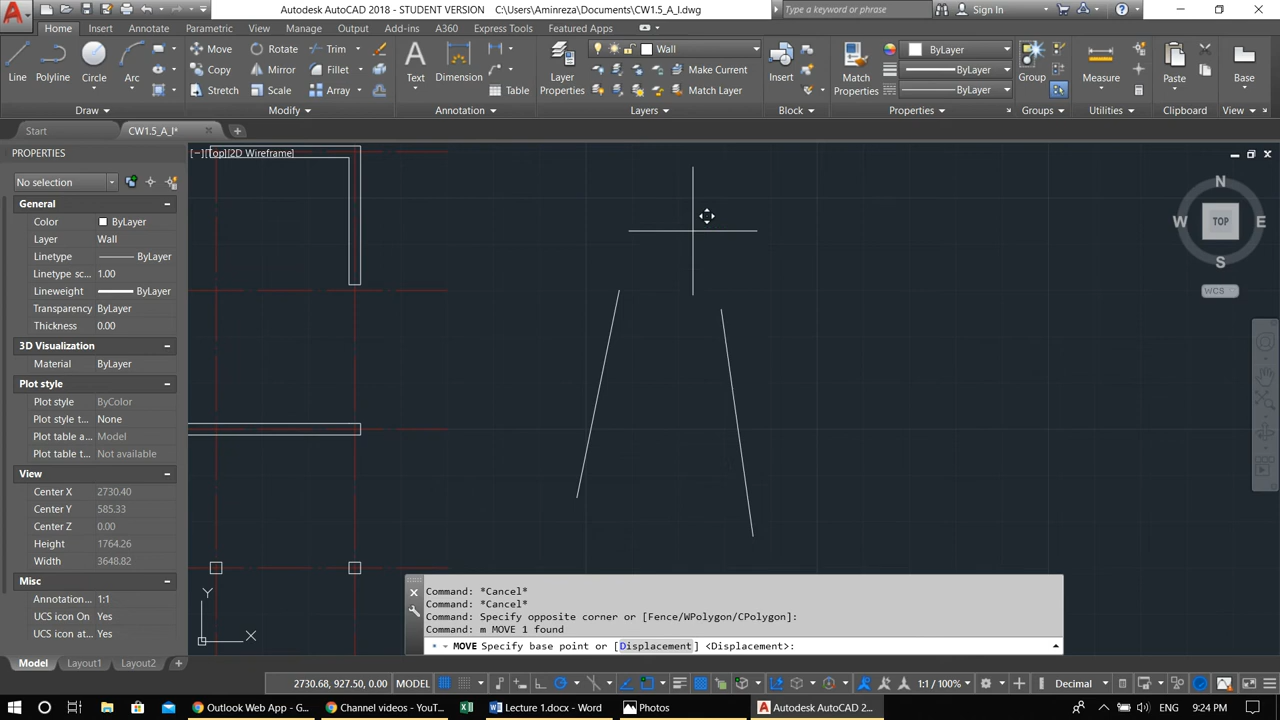 Autodesk AutoCAD 2018 - STUDENT VERSION C:\Users\Aminreza\Documents\CW1.5_A_I.dwg
Type a keyword or phrase
Sign In
Home Insert Annotate Parametric View Manage Output Add-ins A360 Express Tools Featured Apps
Line Polyline Circle Arc
Move Rotate Trim
Copy Mirror Fillet
Stretch Scale Array
Text Dimension Table
Layer Properties
Wall
Make Current
Match Layer
Insert
Match Properties
ByLayer
ByLayer
ByLayer
Group Measure Paste Base
Draw Modify Annotation Layers Block Properties Groups Utilities Clipboard View
Start CW1.5_A_I*
PROPERTIES
No selection
General
Color ByLayer
Layer Wall
Linetype ByLayer
Linetype sc... 1.00
Lineweight ByLayer
Transparency ByLayer
Thickness 0.00
3D Visualization
Material ByLayer
Plot style
Plot style ByColor
Plot style t... None
Plot table a... Model
Plot table t... Not available
View
Center X 2730.40
Center Y 585.33
Center Z 0.00
Height 1764.26
Width 3648.82
Misc
Annotation ... 1:1
UCS icon On Yes
UCS icon at... Yes
[−][Top][2D Wireframe]
N
W TOP E
S
WCS
Y
X
Command: *Cancel*
Command: *Cancel*
Command: Specify opposite corner or [Fence/WPolygon/CPolygon]:
Command: m MOVE 1 found
MOVE Specify base point or [Displacement] <Displacement>:
Model Layout1 Layout2
2730.68, 927.50, 0.00 MODEL 1:1 / 100% Decimal
Outlook Web App - G... Channel videos - YouT... Lecture 1.docx - Word Photos Autodesk AutoCAD 2... ENG 9:24 PM